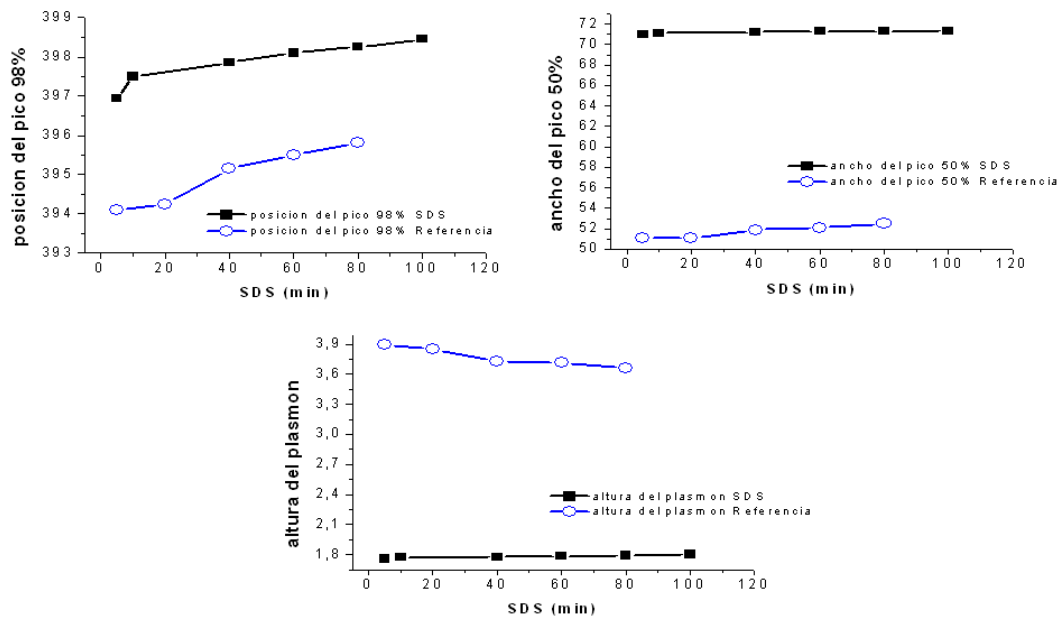 posicion del pico 98%
399
398
397
396
395
394
393
posicion del pico 98% SDS
posicion del pico 98% Referencia
0 20 40 60 80 100 120
SDS (min)
ancho del pico 50%
72
70
68
66
64
62
60
58
56
54
52
50
ancho del pico 50% SDS
ancho del pico 50% Referencia
0 20 40 60 80 100 120
SDS (min)
altura del plasmon
3,9
3,6
3,3
3,0
2,7
2,4
2,1
1,8
altura del plasmon SDS
altura del plasmon Referencia
0 20 40 60 80 100 120
SDS (min)